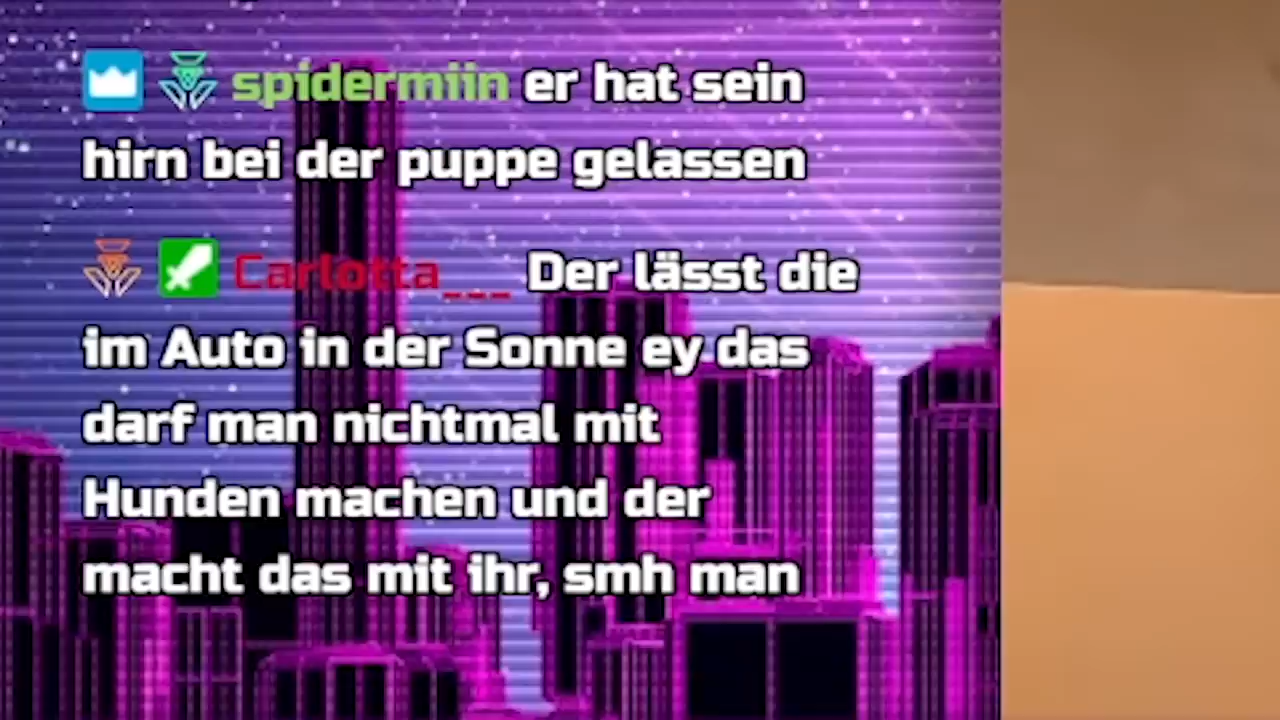 spidermiin er hat sein
hirn bei der puppe gelassen
Carlotta___ Der lässt die
im Auto in der Sonne ey das
darf man nichtmal mit
Hunden machen und der
macht das mit ihr, smh man